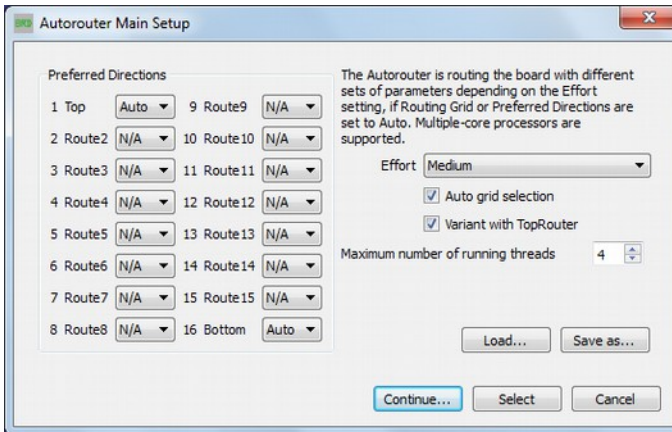 BRD Autorouter Main Setup
Preferred Directions
1 Top Auto 9 Route9 N/A
2 Route2 N/A 10 Route10 N/A
3 Route3 N/A 11 Route11 N/A
4 Route4 N/A 12 Route12 N/A
5 Route5 N/A 13 Route13 N/A
6 Route6 N/A 14 Route14 N/A
7 Route7 N/A 15 Route15 N/A
8 Route8 N/A 16 Bottom Auto
The Autorouter is routing the board with different
sets of parameters depending on the Effort
setting, if Routing Grid or Preferred Directions are
set to Auto. Multiple-core processors are
supported.
Effort Medium
Auto grid selection
Variant with TopRouter
Maximum number of running threads 4
Load... Save as...
Continue... Select Cancel